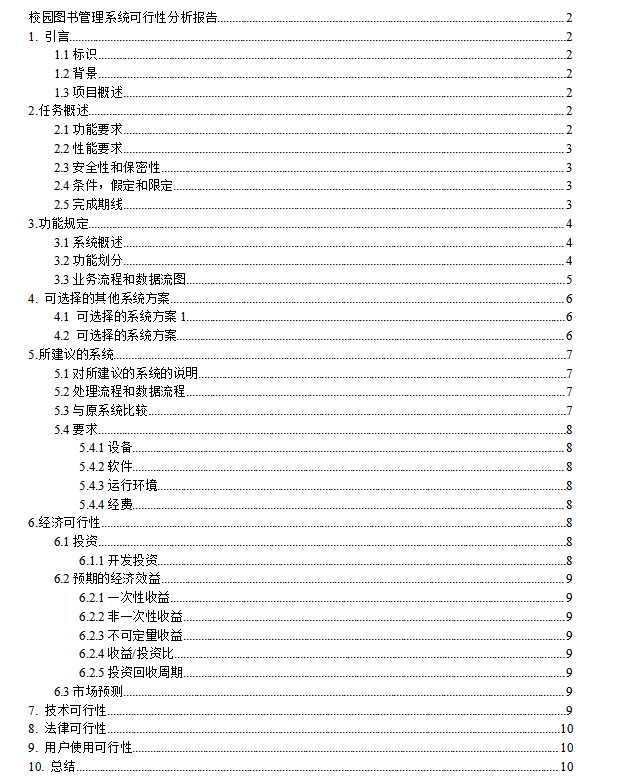 校园图书管理系统可行性分析报告 2
1. 引言 2
1.1 标识 2
1.2 背景 2
1.3 项目概述 2
2.任务概述 2
2.1 功能要求 2
2.2 性能要求 3
2.3 安全性和保密性 3
2.4 条件，假定和限定 3
2.5 完成期线 3
3.功能规定 4
3.1 系统概述 4
3.2 功能划分 4
3.3 业务流程和数据流图 5
4. 可选择的其他系统方案 6
4.1 可选择的系统方案 1 6
4.2 可选择的系统方案 6
5.所建议的系统 7
5.1 对所建议的系统的说明 7
5.2 处理流程和数据流程 7
5.3 与原系统比较 7
5.4 要求 8
5.4.1 设备 8
5.4.2 软件 8
5.4.3 运行环境 8
5.4.4 经费 8
6.经济可行性 8
6.1 投资 8
6.1.1 开发投资 8
6.2 预期的经济效益 9
6.2.1 一次性收益 9
6.2.2 非一次性收益 9
6.2.3 不可定量收益 9
6.2.4 收益/投资比 9
6.2.5 投资回收周期 9
6.3 市场预测 9
7. 技术可行性 9
8. 法律可行性 10
9. 用户使用可行性 10
10. 总结 10